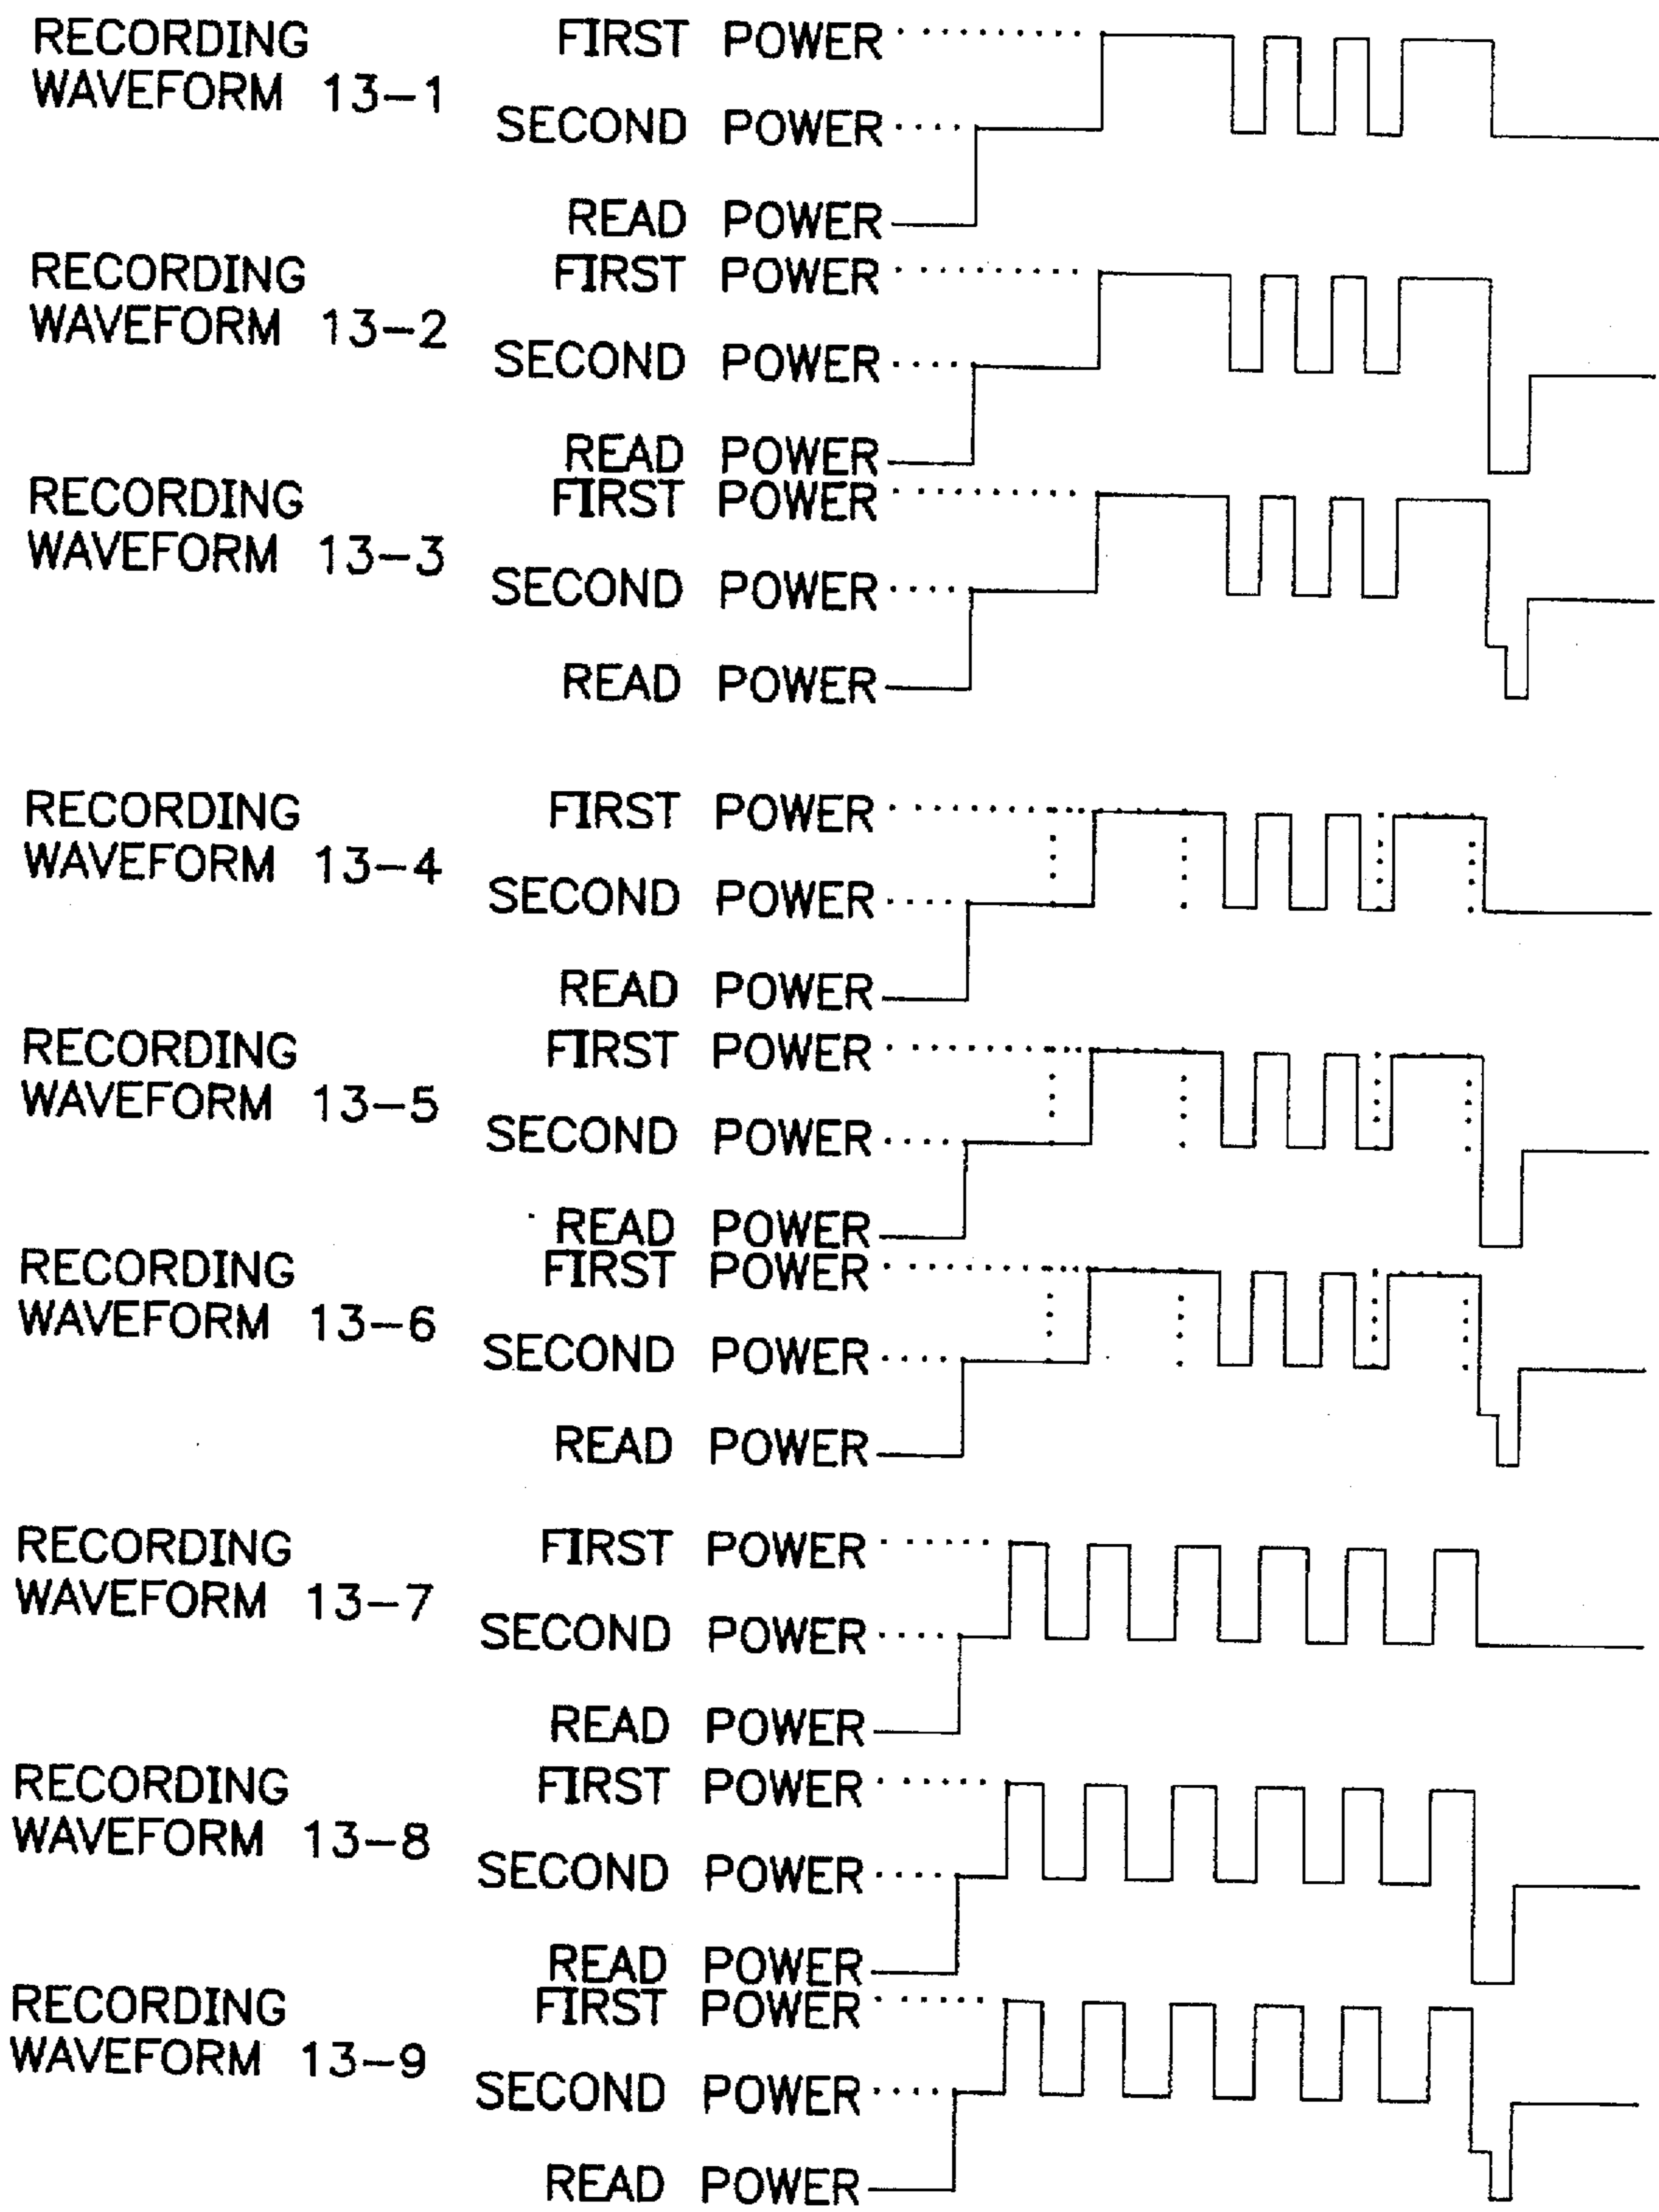 RECORDING WAVEFORM 13-1
FIRST POWER
SECOND POWER
READ POWER
RECORDING WAVEFORM 13-2
FIRST POWER
SECOND POWER
READ POWER
RECORDING WAVEFORM 13-3
FIRST POWER
SECOND POWER
READ POWER
RECORDING WAVEFORM 13-4
FIRST POWER
SECOND POWER
READ POWER
RECORDING WAVEFORM 13-5
FIRST POWER
SECOND POWER
READ POWER
RECORDING WAVEFORM 13-6
FIRST POWER
SECOND POWER
READ POWER
RECORDING WAVEFORM 13-7
FIRST POWER
SECOND POWER
READ POWER
RECORDING WAVEFORM 13-8
FIRST POWER
SECOND POWER
READ POWER
RECORDING WAVEFORM 13-9
FIRST POWER
SECOND POWER
READ POWER